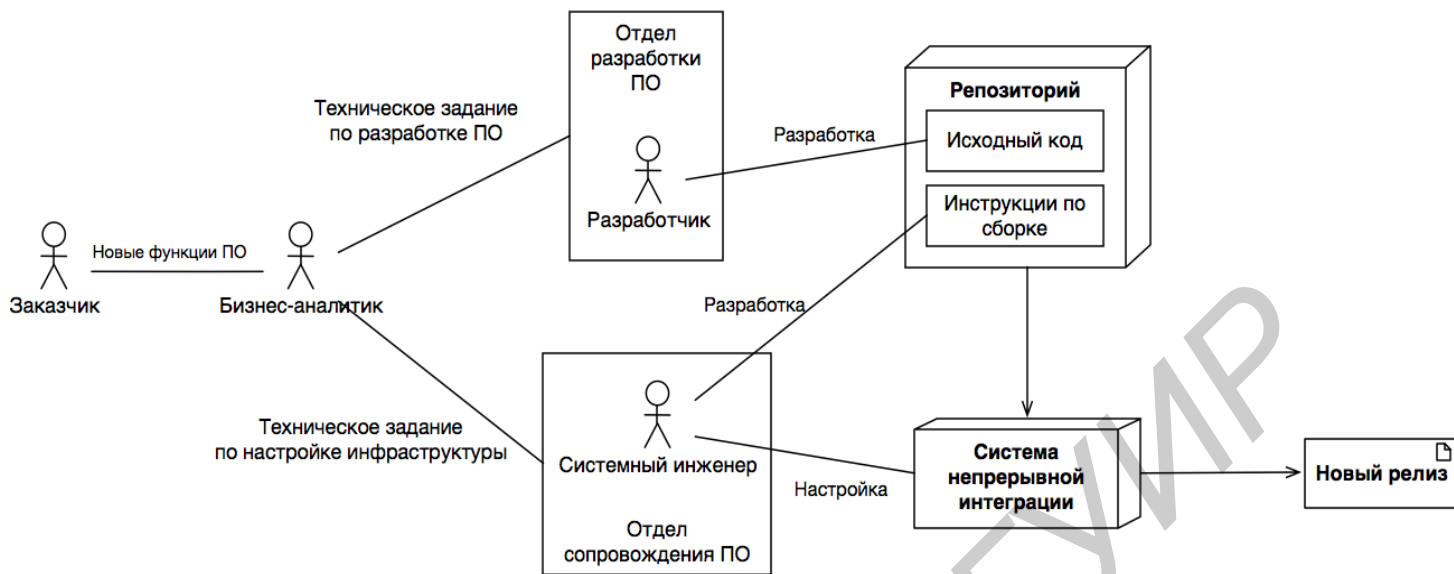 Отдел
разработки
ПО
Техническое задание
по разработке ПО
Разработчик
Разработка
Репозиторий
Исходный код
Инструкции по
сборке
Новые функции ПО
Заказчик
Бизнес-аналитик
Разработка
Техническое задание
по настройке инфраструктуры
Системный инженер
Отдел
сопровождения ПО
Настройка
Система
непрерывной
интеграции
Новый релиз
ГУИР